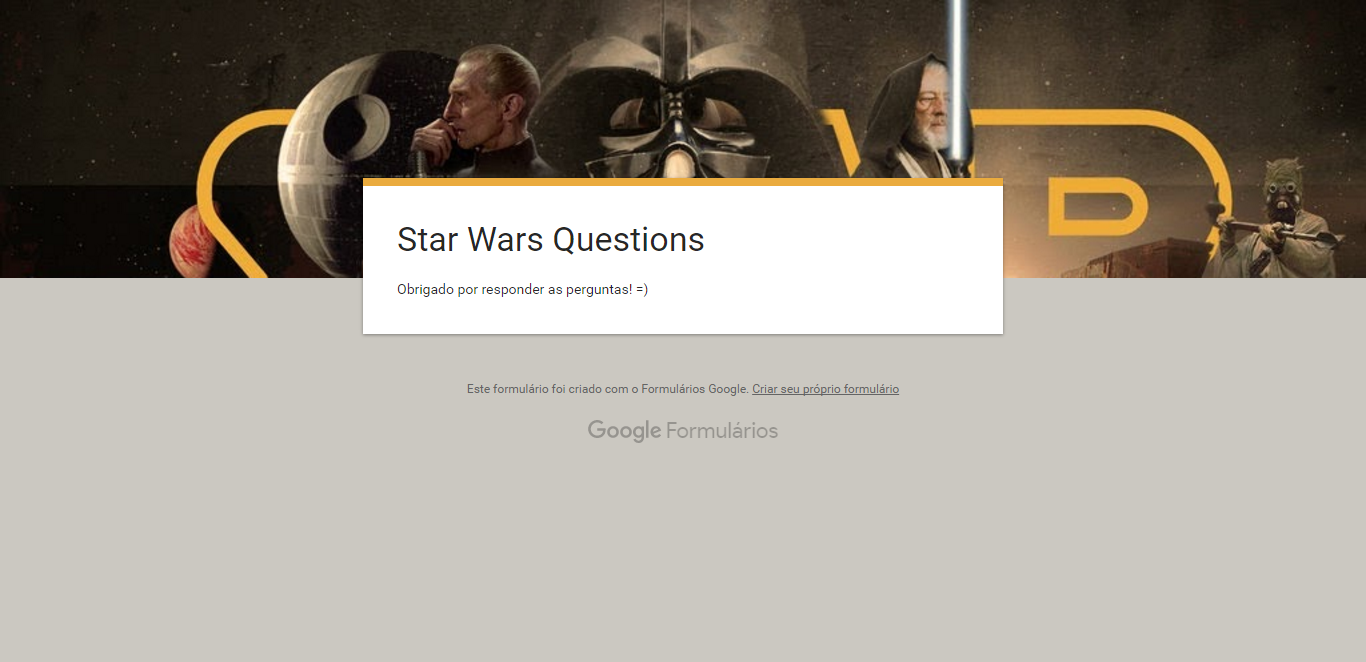 Star Wars Questions
Obrigado por responder as perguntas! =)
Este formulário foi criado com o Formulários Google. Criar seu próprio formulário
Google Formulários